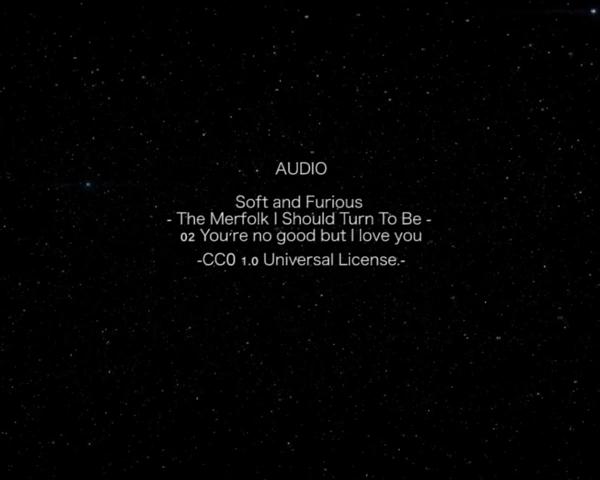 AUDIO
Soft and Furious
- The Merfolk I Should Turn To Be -
02 You're no good but I love you
-CC0 1.0 Universal License.-